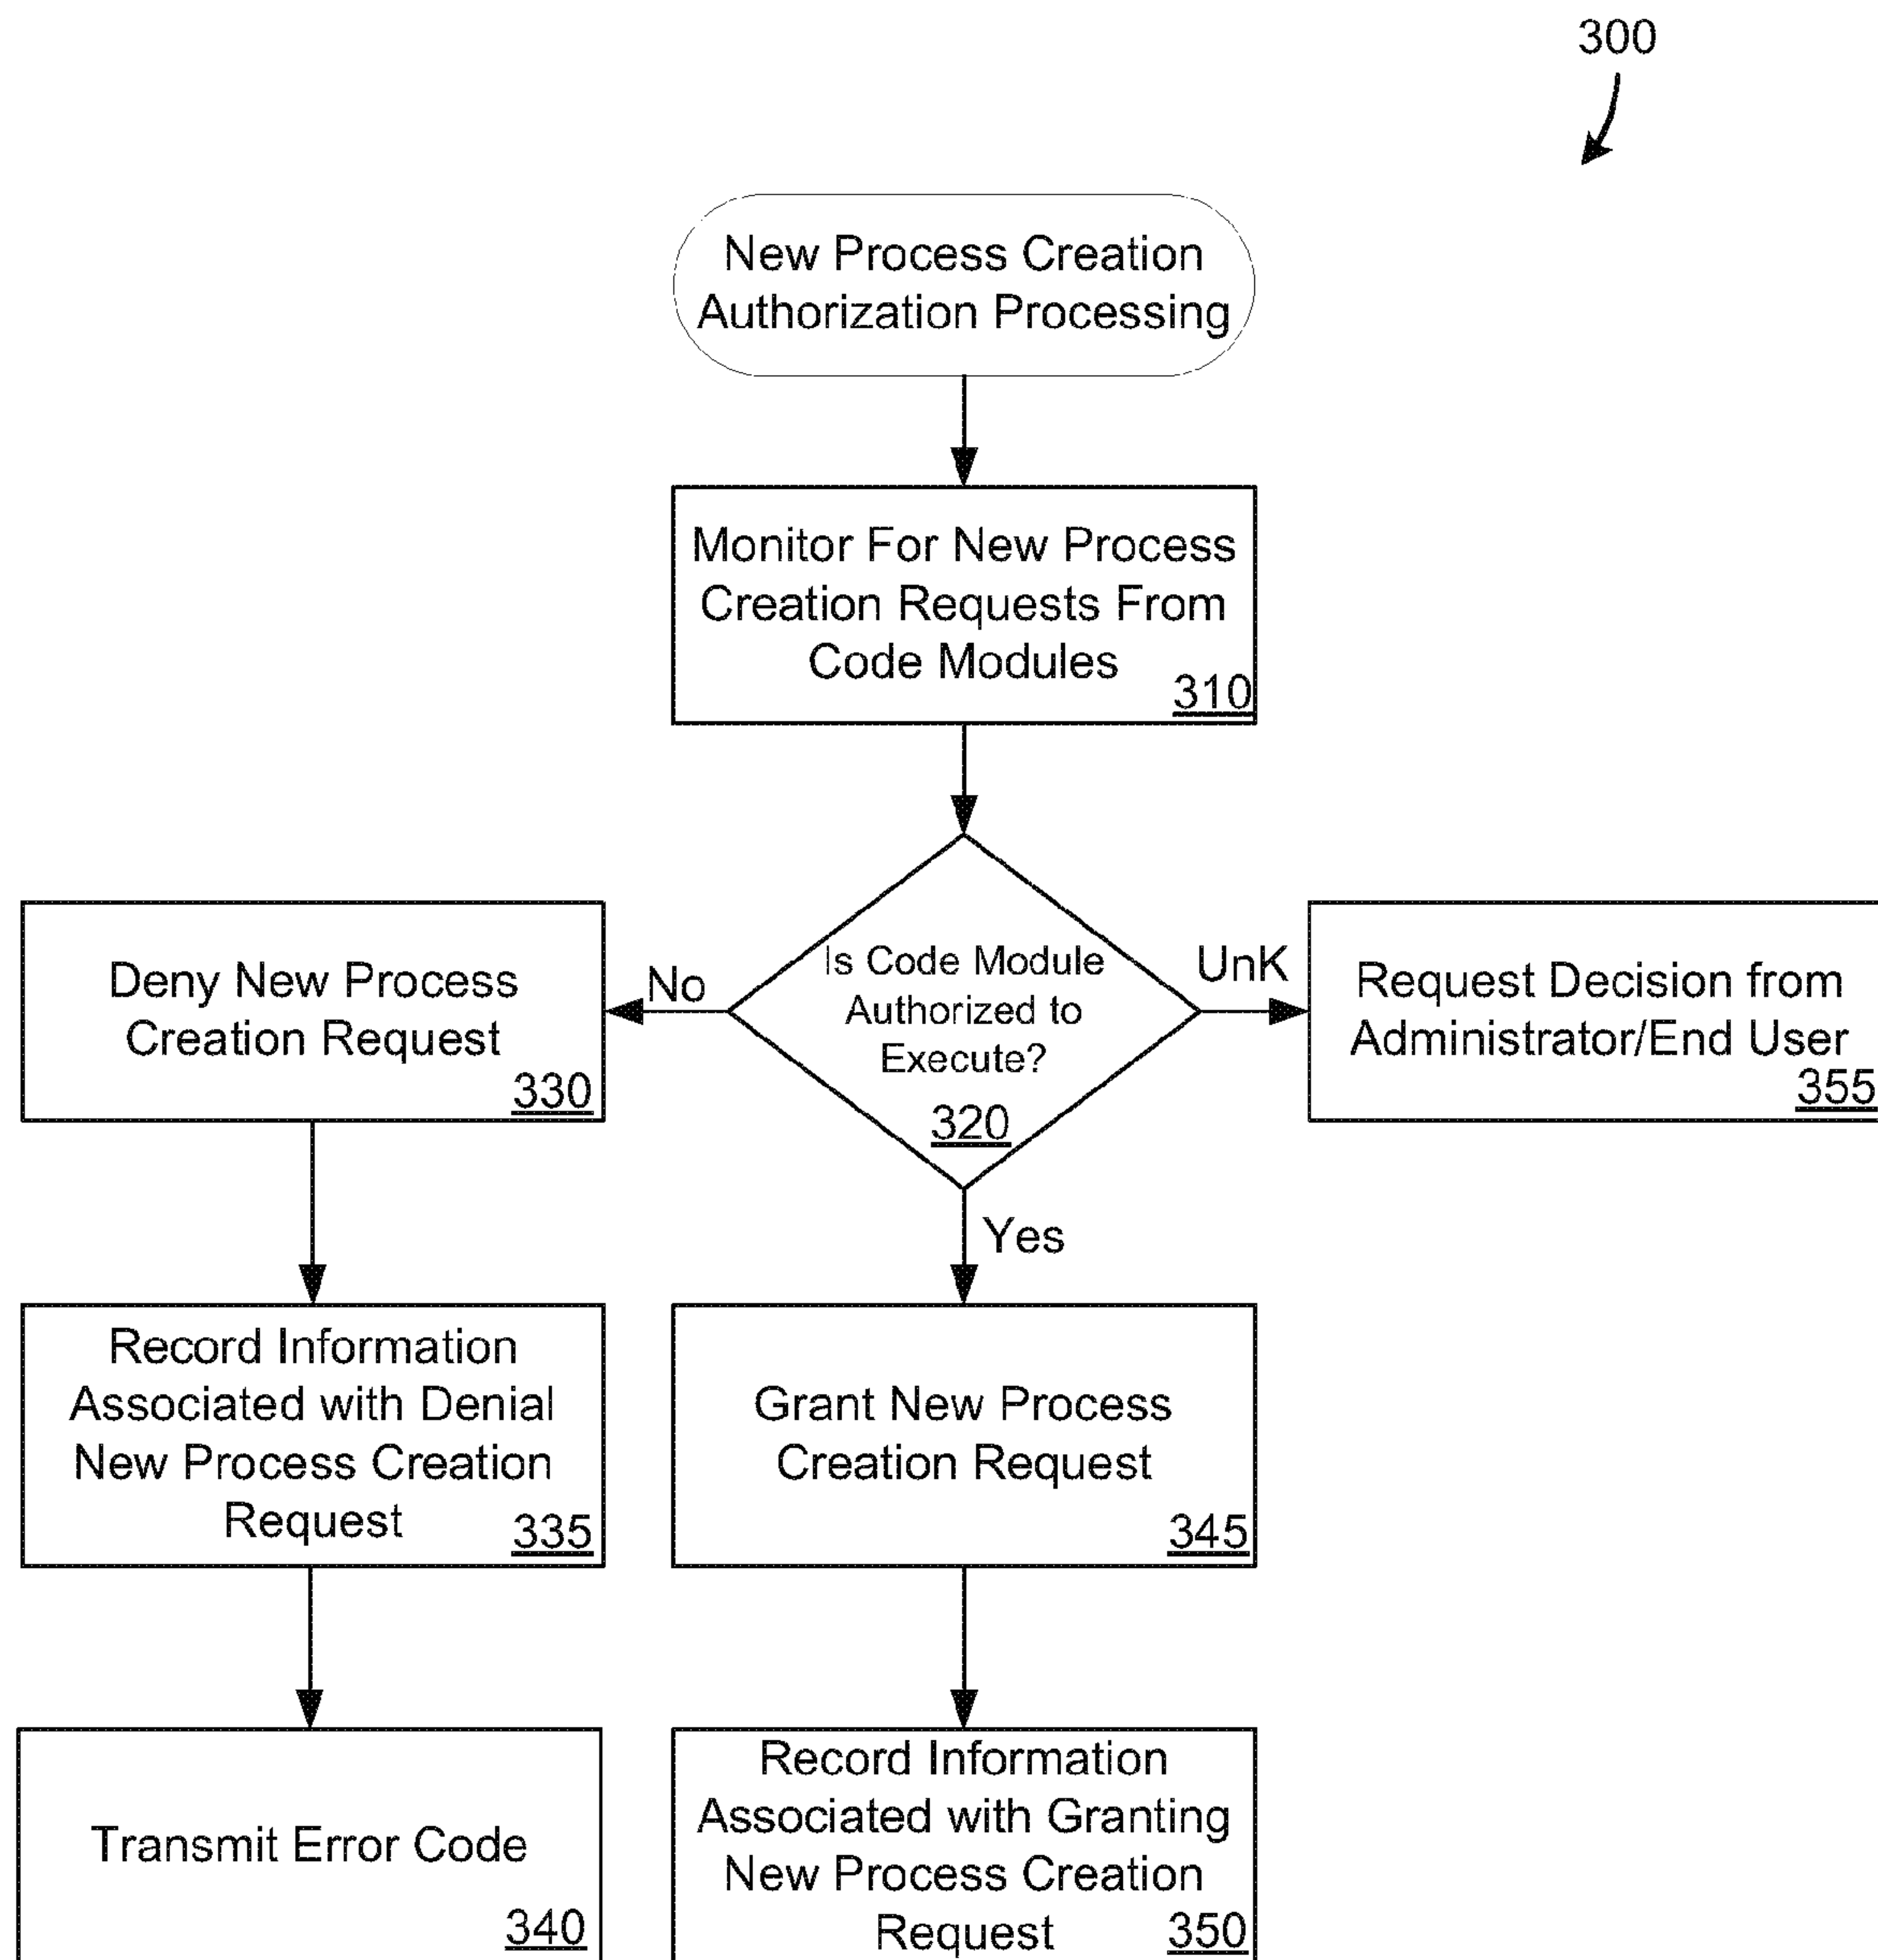 300
New Process Creation
Authorization Processing
Monitor For New Process
Creation Requests From
Code Modules
310
Is Code Module
Authorized to
Execute?
320
No
UnK
Yes
Deny New Process
Creation Request
330
Request Decision from
Administrator/End User
355
Record Information
Associated with Denial
New Process Creation
Request
335
Grant New Process
Creation Request
345
Transmit Error Code
340
Record Information
Associated with Granting
New Process Creation
Request
350